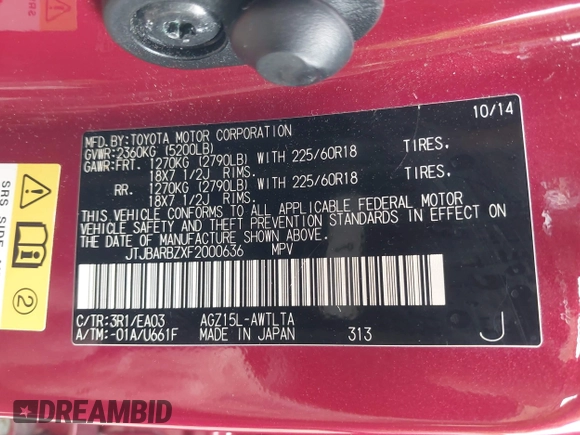 10/14
MFD.BY:TOYOTA MOTOR CORPORATION
GVWR:2360KG (5200LB)
GAWR:FRT. 1270KG (2790LB) WITH 225/60R18 TIRES.
18X7 1/2J RIMS.
RR. 1270KG (2790LB) WITH 225/60R18 TIRES.
18X7 1/2J RIMS.
THIS VEHICLE CONFORMS TO ALL APPLICABLE FEDERAL MOTOR
VEHICLE SAFETY AND THEFT PREVENTION STANDARDS IN EFFECT ON
THE DATE OF MANUFACTURE SHOWN ABOVE.
JTJBARBZXF2000636 MPV
C/TR:3R1/EA03 AGZ15L-AWTLTA
A/TM:-01A/U661F MADE IN JAPAN 313 J
SRS SIDE
2
DREAMBID